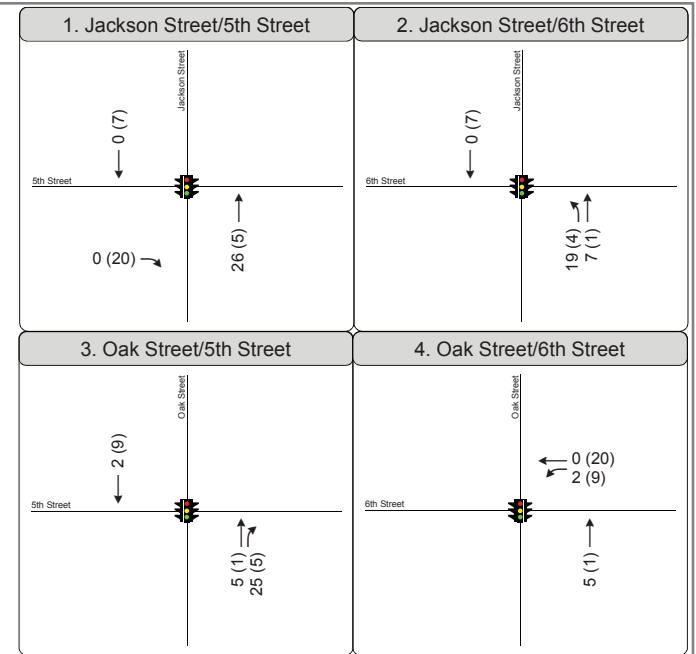 1. Jackson Street/5th Street
Jackson Street
0 (7)
5th Street
0 (20)
26 (5)
2. Jackson Street/6th Street
Jackson Street
0 (7)
6th Street
19 (4)
7 (1)
3. Oak Street/5th Street
Oak Street
2 (9)
5th Street
5 (1)
25 (5)
4. Oak Street/6th Street
Oak Street
0 (20)
2 (9)
6th Street
5 (1)